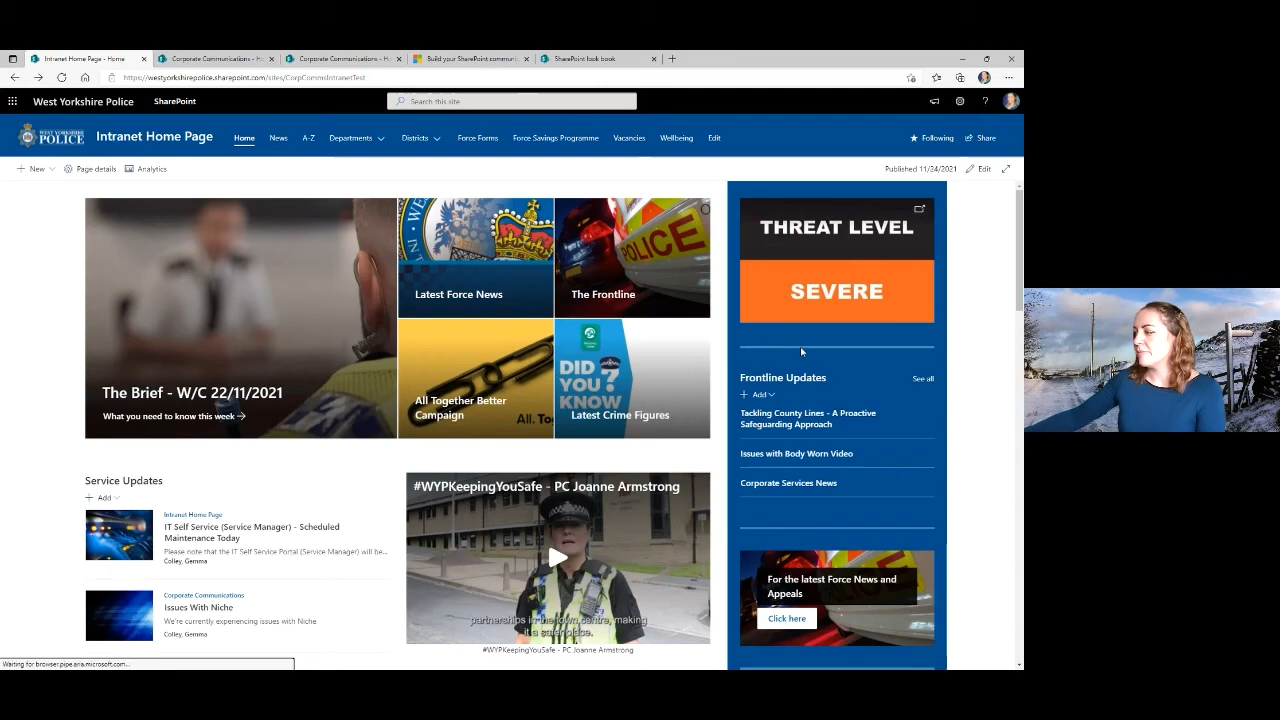 Intranet Home Page - Home
Corporate Communications - H
Corporate Communications - H
Build your SharePoint communi
SharePoint look book
https://westyorkshirepolice.sharepoint.com/sites/CorpCommsIntranetTest
West Yorkshire Police
SharePoint
Search this site
WEST YORKSHIRE
POLICE
Intranet Home Page
Home
News
A-Z
Departments
Districts
Force Forms
Force Savings Programme
Vacancies
Wellbeing
Edit
Following
Share
New
Page details
Analytics
Published 11/24/2021
Edit
The Brief - W/C 22/11/2021
What you need to know this week
Latest Force News
POLICE
The Frontline
All Together Better
Campaign
All. To
DID
YOU?
KNOW
Latest Crime Figures
THREAT LEVEL
SEVERE
Frontline Updates
See all
Add
Tackling County Lines - A Proactive
Safeguarding Approach
Issues with Body Worn Video
Corporate Services News
For the latest Force News and
Appeals
Click here
Service Updates
Add
Intranet Home Page
IT Self Service (Service Manager) - Scheduled
Maintenance Today
Please note that the IT Self Service Portal (Service Manager) will be...
Colley, Gemma
Corporate Communications
Issues With Niche
We're currently experiencing issues with Niche
Colley, Gemma
#WYPKeepingYouSafe - PC Joanne Armstrong
partnerships in the town centre, making
it a safe place.
#WYPKeepingYouSafe - PC Joanne Armstrong
Waiting for browser.pipe.aria.microsoft.com...